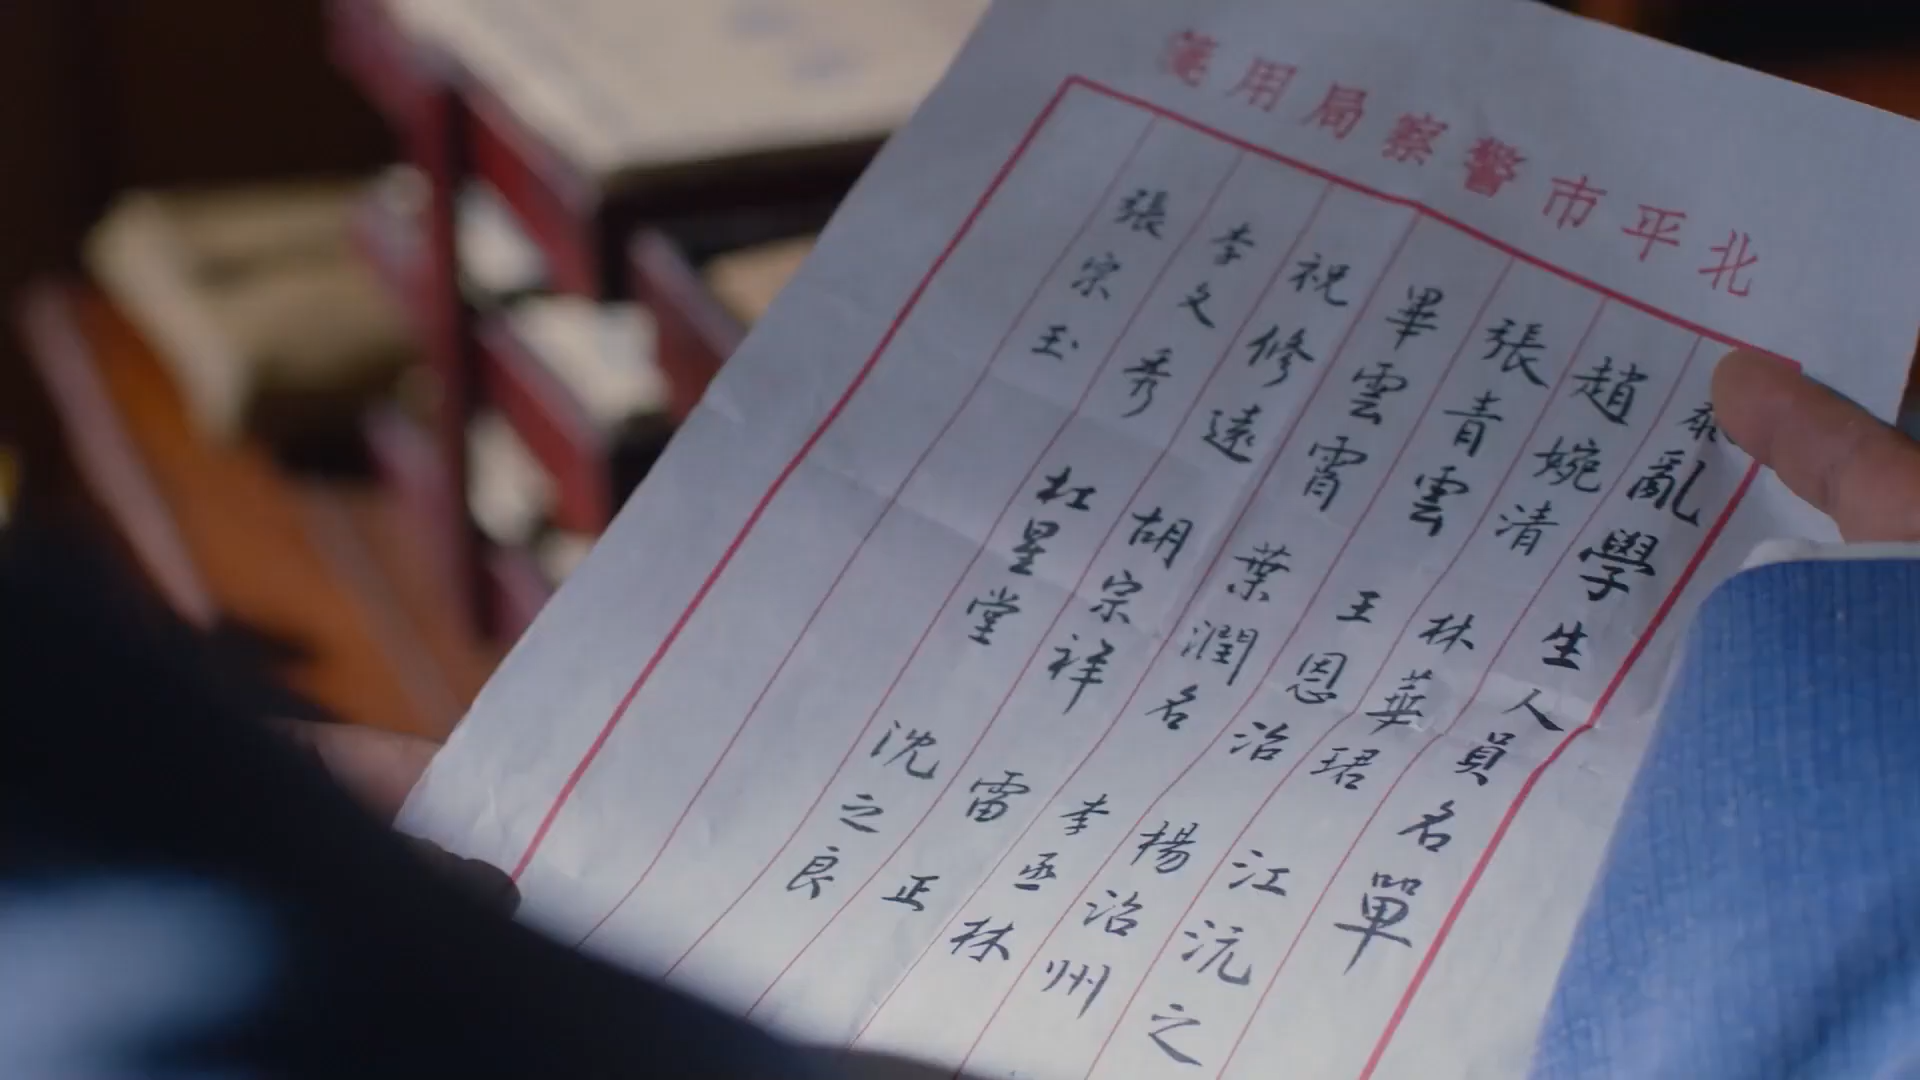 北平市警察局用箋
亂學生人員名單
趙婉清 林華珺 江沅之
張青雲 王恩治 楊治州
畢雲霄 葉潤名 李丞林
祝修遠 胡宗祥 雷正
李文秀 杜星堂 沈之良
張宗玉